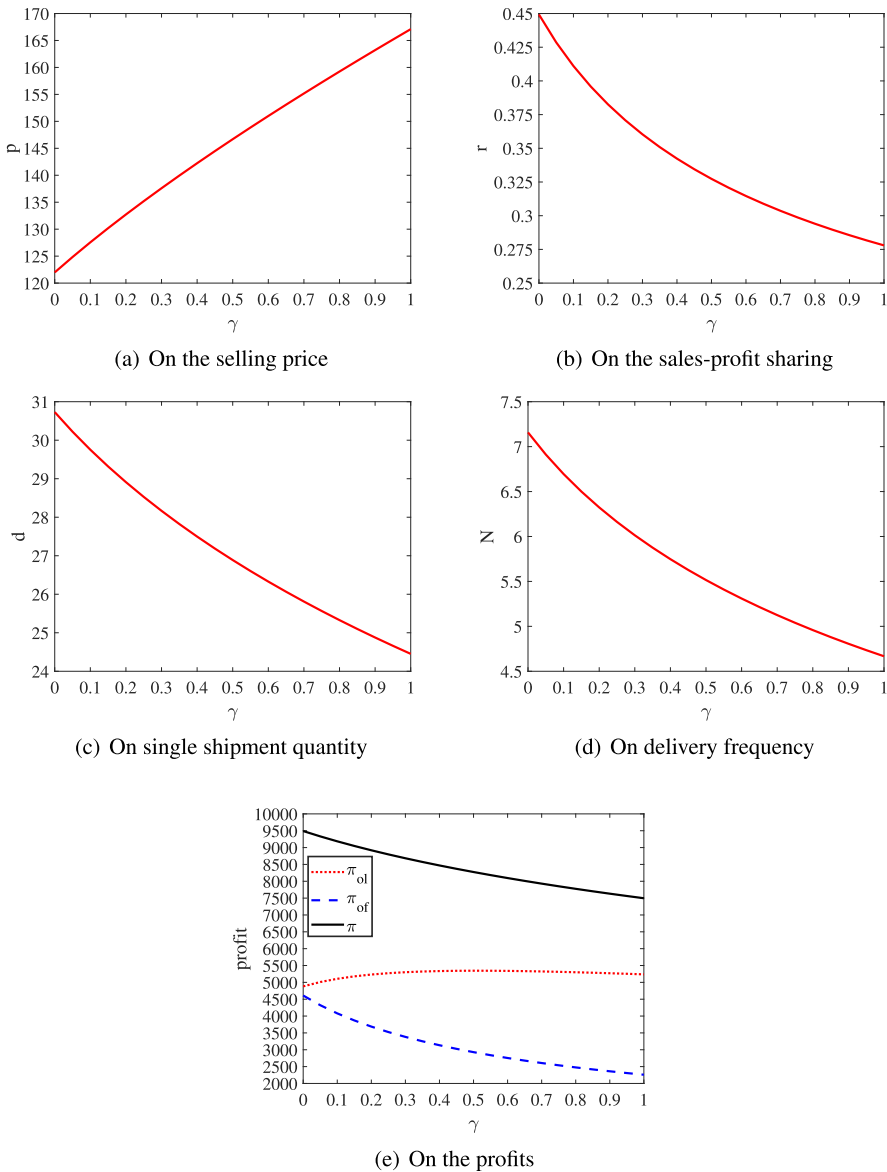 170
165
160
155
150
145
140
135
130
125
120
p
0 0.1 0.2 0.3 0.4 0.5 0.6 0.7 0.8 0.9 1
γ
(a) On the selling price
0.45
0.425
0.4
0.375
0.35
0.325
0.3
0.275
0.25
r
0 0.1 0.2 0.3 0.4 0.5 0.6 0.7 0.8 0.9 1
γ
(b) On the sales-profit sharing
31
30
29
28
27
26
25
24
d
0 0.1 0.2 0.3 0.4 0.5 0.6 0.7 0.8 0.9 1
γ
(c) On single shipment quantity
7.5
7
6.5
6
5.5
5
4.5
N
0 0.1 0.2 0.3 0.4 0.5 0.6 0.7 0.8 0.9 1
γ
(d) On delivery frequency
10000
9500
9000
8500
8000
7500
7000
6500
6000
5500
5000
4500
4000
3500
3000
2500
2000
profit
π_ol
π_of
π
0 0.1 0.2 0.3 0.4 0.5 0.6 0.7 0.8 0.9 1
γ
(e) On the profits